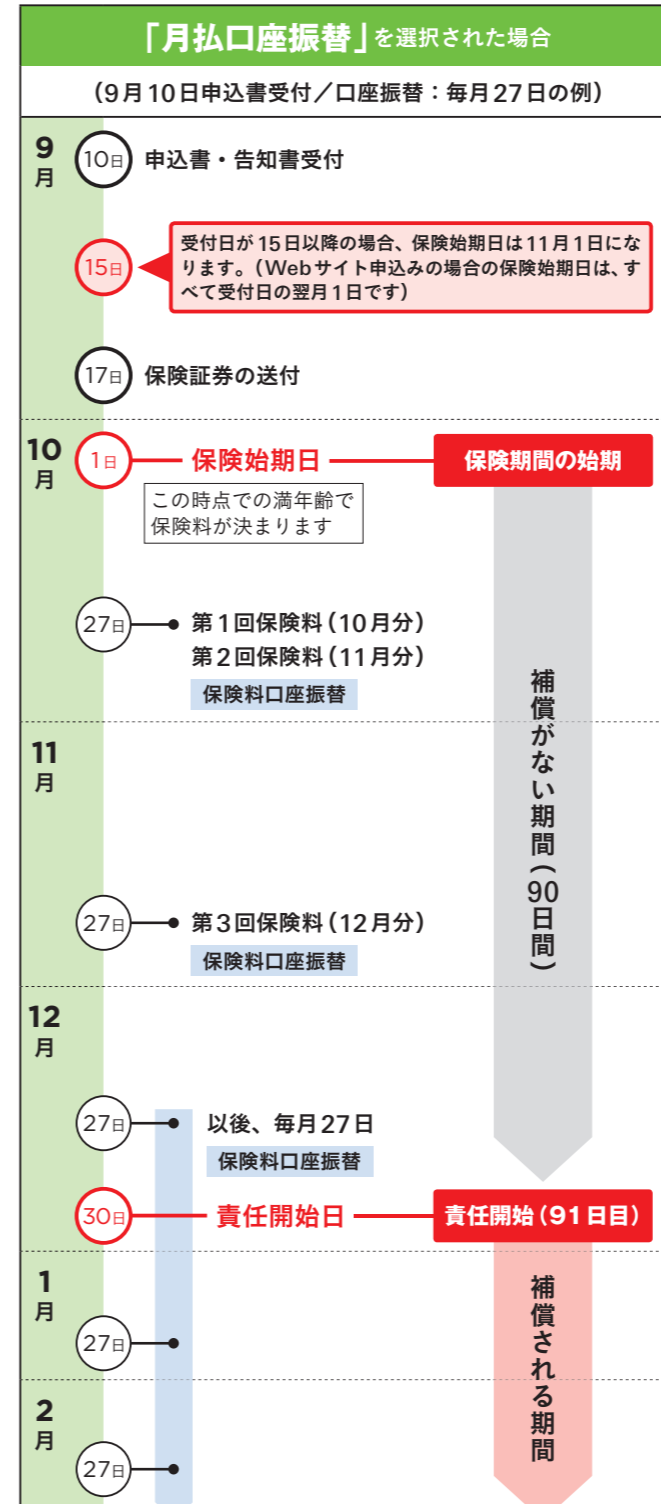 「月払口座振替」を選択された場合
（9月10日申込書受付／口座振替：毎月27日の例）
9月
10日 申込書・告知書受付
15日
受付日が15日以降の場合、保険始期日は11月1日にな
ります。（Webサイト申込みの場合の保険始期日は、す
べて受付日の翌月1日です）
17日 保険証券の送付
10月
1日 保険始期日 保険期間の始期
この時点での満年齢で
保険料が決まります
27日 第1回保険料（10月分）
第2回保険料（11月分）
保険料口座振替
補償がない期間（90日間）
11月
27日 第3回保険料（12月分）
保険料口座振替
12月
27日 以後、毎月27日
保険料口座振替
30日 責任開始日 責任開始（91日目）
1月
27日
補償される期間
2月
27日